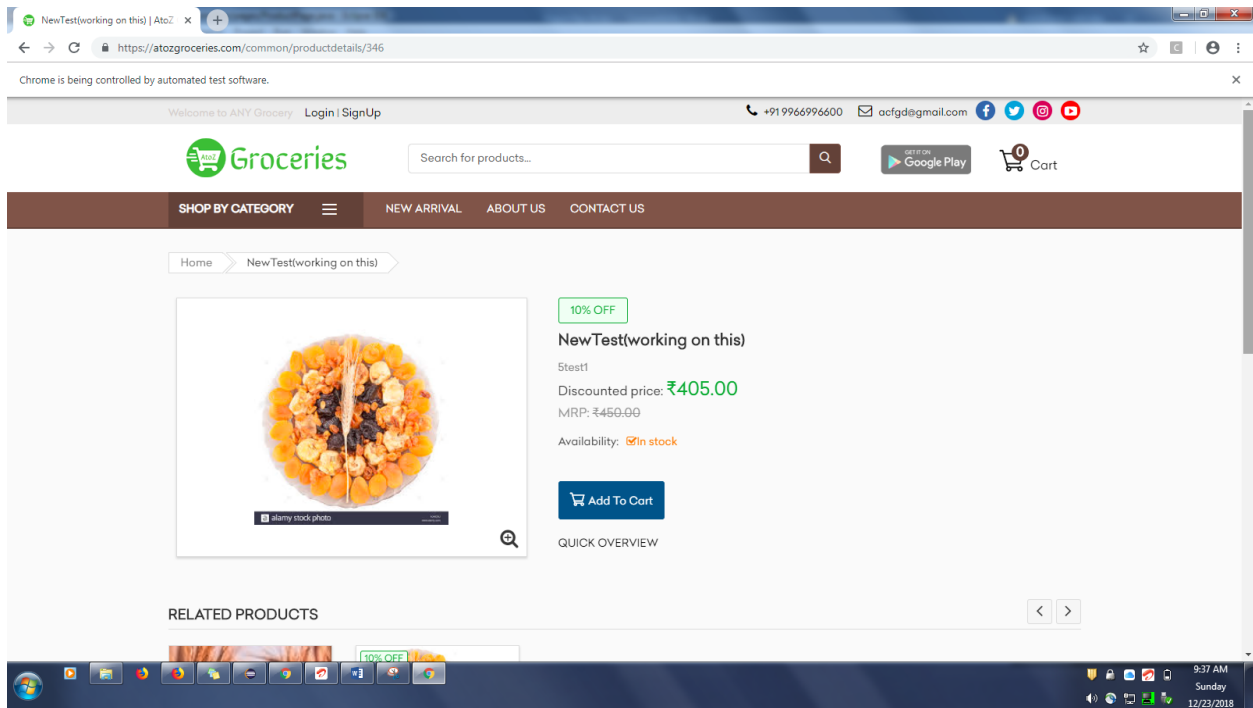 NewTest(working on this) | AtoZ
https://atozgroceries.com/common/productdetails/346
Chrome is being controlled by automated test software.
Welcome to ANY Grocery Login | SignUp +91 9966996600 acfgd@gmail.com
AtoZ Groceries
Search for products...
GET IT ON
Google Play
0
Cart
SHOP BY CATEGORY NEW ARRIVAL ABOUT US CONTACT US
Home NewTest(working on this)
10% OFF
NewTest(working on this)
5test1
Discounted price: ₹405.00
MRP: ₹450.00
Availability: In stock
Add To Cart
a alamy stock photo
QUICK OVERVIEW
RELATED PRODUCTS
10% OFF
9:37 AM
Sunday
12/23/2018